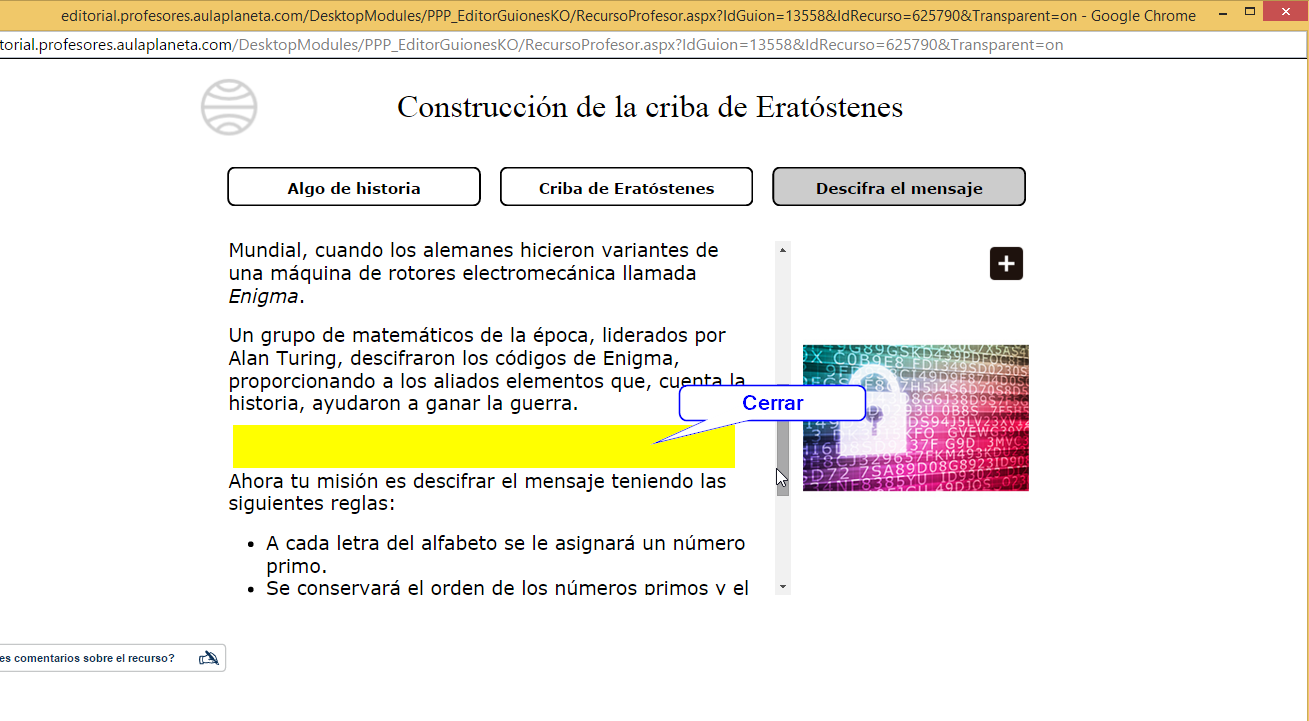 editorial.profesores.aulaplaneta.com/DesktopModules/PPP_EditorGuionesKO/RecursoProfesor.aspx?IdGuion=13558&IdRecurso=625790&Transparent=on - Google Chrome
torial.profesores.aulaplaneta.com/DesktopModules/PPP_EditorGuionesKO/RecursoProfesor.aspx?IdGuion=13558&IdRecurso=625790&Transparent=on
Construcción de la criba de Eratóstenes
Algo de historia
Criba de Eratóstenes
Descifra el mensaje
Mundial, cuando los alemanes hicieron variantes de
una máquina de rotores electromecánica llamada
Enigma.
Un grupo de matemáticos de la época, liderados por
Alan Turing, descifraron los códigos de Enigma,
proporcionando a los aliados elementos que, cuenta la
historia, ayudaron a ganar la guerra.
Cerrar
Ahora tu misión es descifrar el mensaje teniendo las
siguientes reglas:
• A cada letra del alfabeto se le asignará un número
primo.
• Se conservará el orden de los números primos y el
es comentarios sobre el recurso?